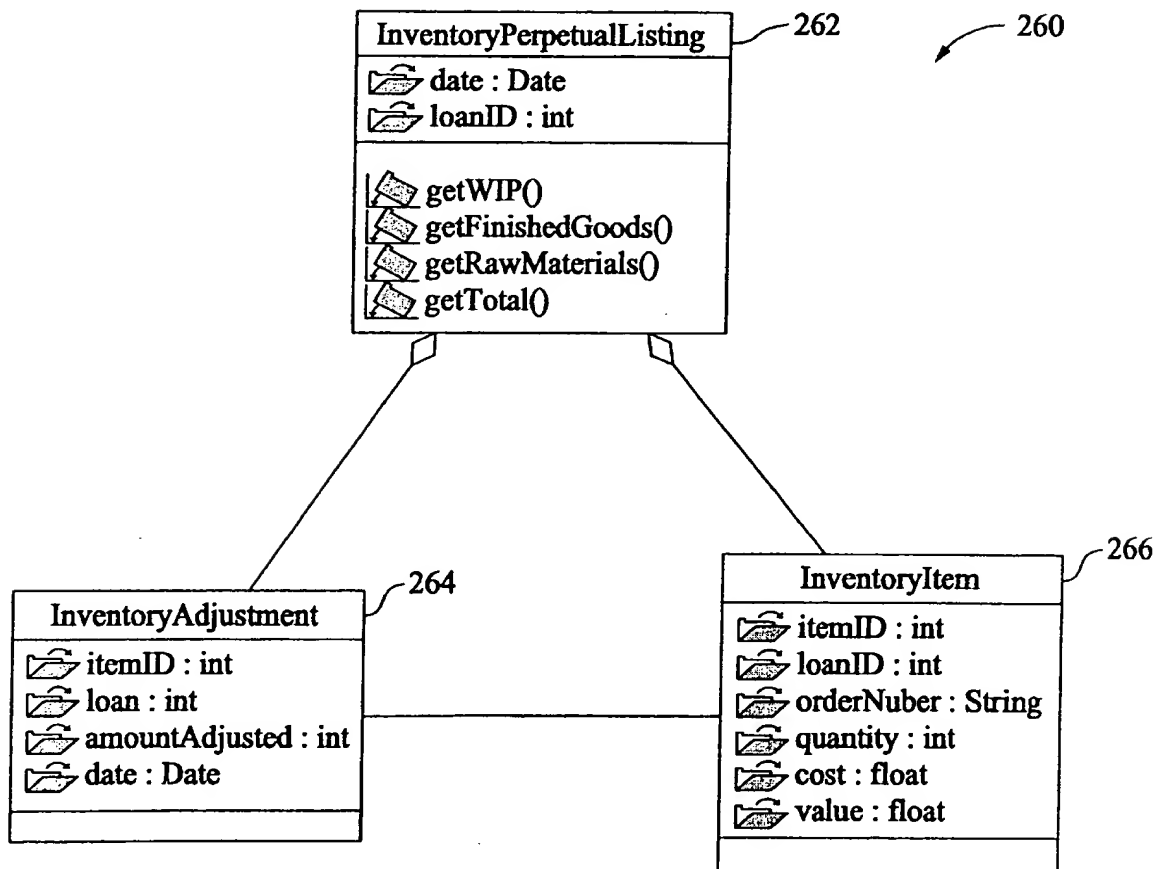 InventoryPerpetualListing
262
260
date : Date
loanID : int
getWIP()
getFinishedGoods()
getRawMaterials()
getTotal()
264
InventoryAdjustment
itemID : int
loan : int
amountAdjusted : int
date : Date
266
InventoryItem
itemID : int
loanID : int
orderNuber : String
quantity : int
cost : float
value : float